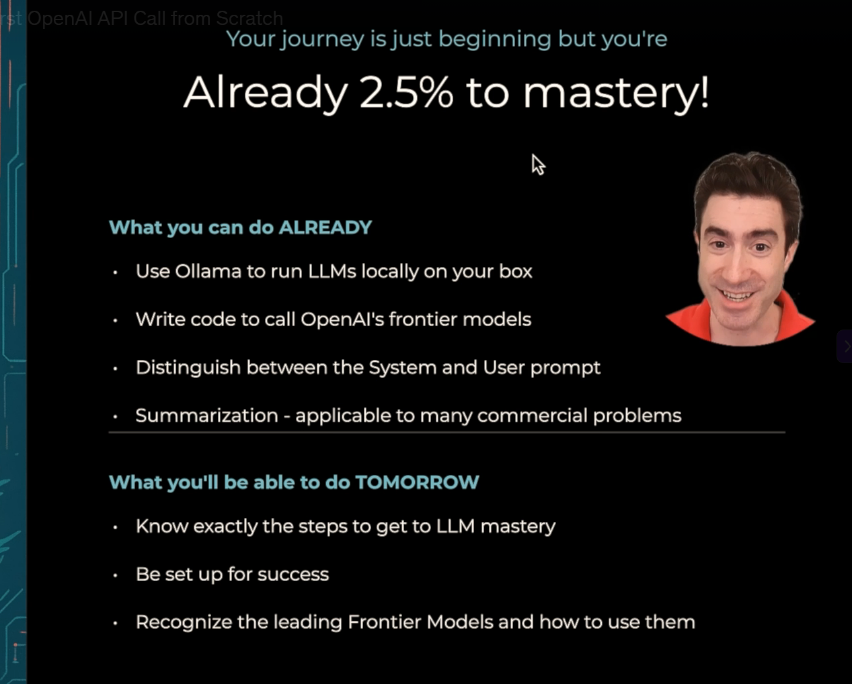 rst OpenAI API Call from Scratch
Your journey is just beginning but you're
Already 2.5% to mastery!
What you can do ALREADY
• Use Ollama to run LLMs locally on your box
• Write code to call OpenAI's frontier models
• Distinguish between the System and User prompt
• Summarization - applicable to many commercial problems
What you'll be able to do TOMORROW
• Know exactly the steps to get to LLM mastery
• Be set up for success
• Recognize the leading Frontier Models and how to use them